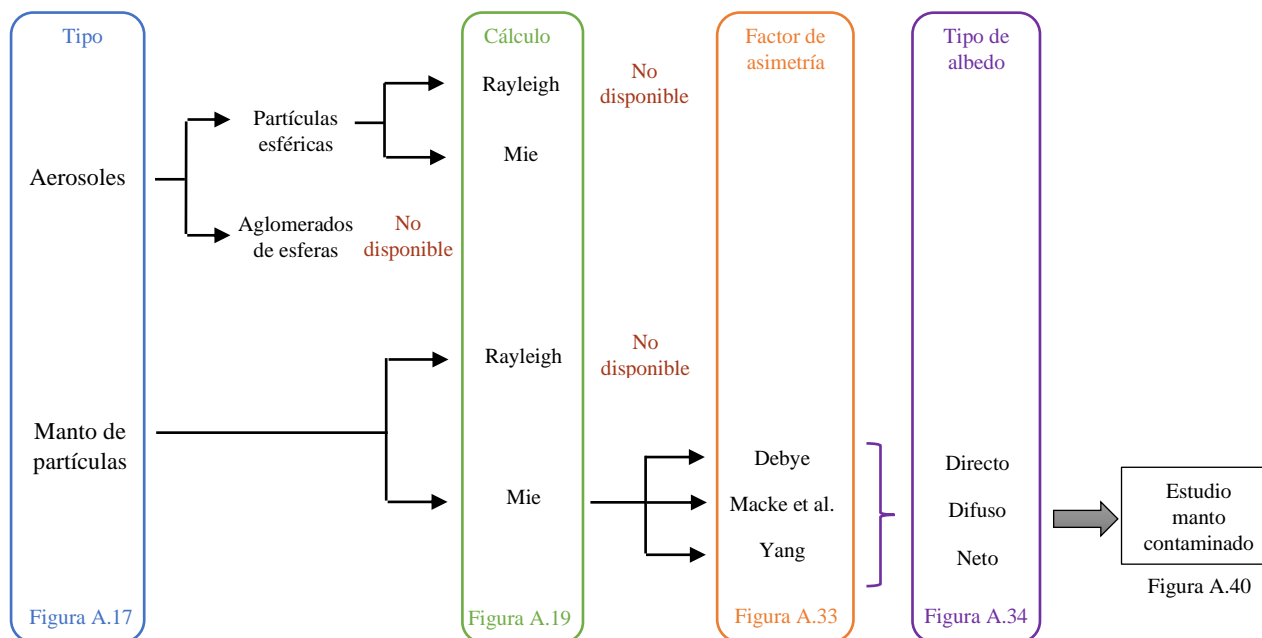 Tipo
Cálculo
Factor de
asimetría
Tipo de
albedo
Rayleigh
No
disponible
Partículas
esféricas
Mie
Aerosoles
Aglomerados
de esferas
No
disponible
Rayleigh
No
disponible
Manto de
partículas
Mie
Debye
Macke et al.
Yang
Directo
Difuso
Neto
Estudio
manto
contaminado
Figura A.17
Figura A.19
Figura A.33
Figura A.34
Figura A.40